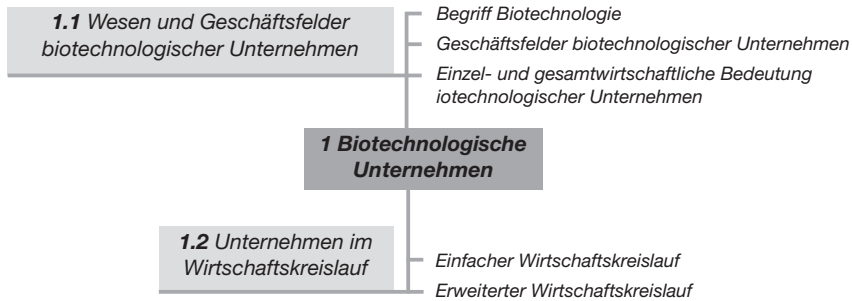 1.1 Wesen und Geschäftsfelder
biotechnologischer Unternehmen
Begriff Biotechnologie
Geschäftsfelder biotechnologischer Unternehmen
Einzel- und gesamtwirtschaftliche Bedeutung
iotechnologischer Unternehmen
1 Biotechnologische
Unternehmen
1.2 Unternehmen im
Wirtschaftskreislauf
Einfacher Wirtschaftskreislauf
Erweiterter Wirtschaftskreislauf